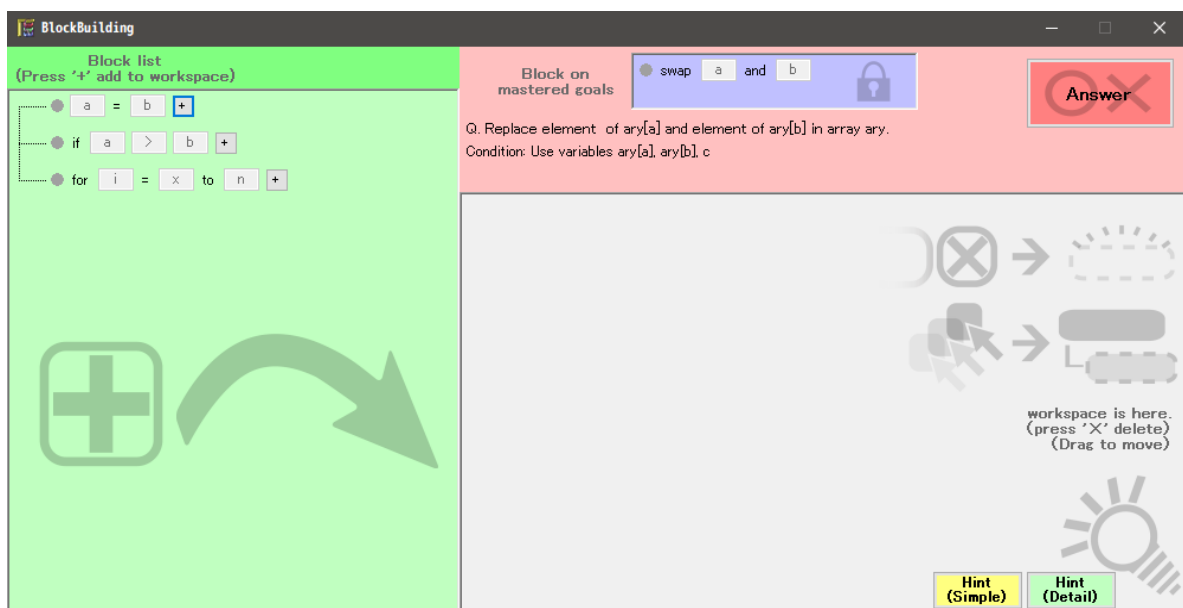 BlockBuilding
Block list
(Press '+' add to workspace)
a = b +
if a > b +
for i = x to n +
Block on
mastered goals
swap a and b
Answer
Q. Replace element of ary[a] and element of ary[b] in array ary.
Condition: Use variables ary[a], ary[b], c
workspace is here.
(press 'X' delete)
(Drag to move)
Hint
(Simple)
Hint
(Detail)